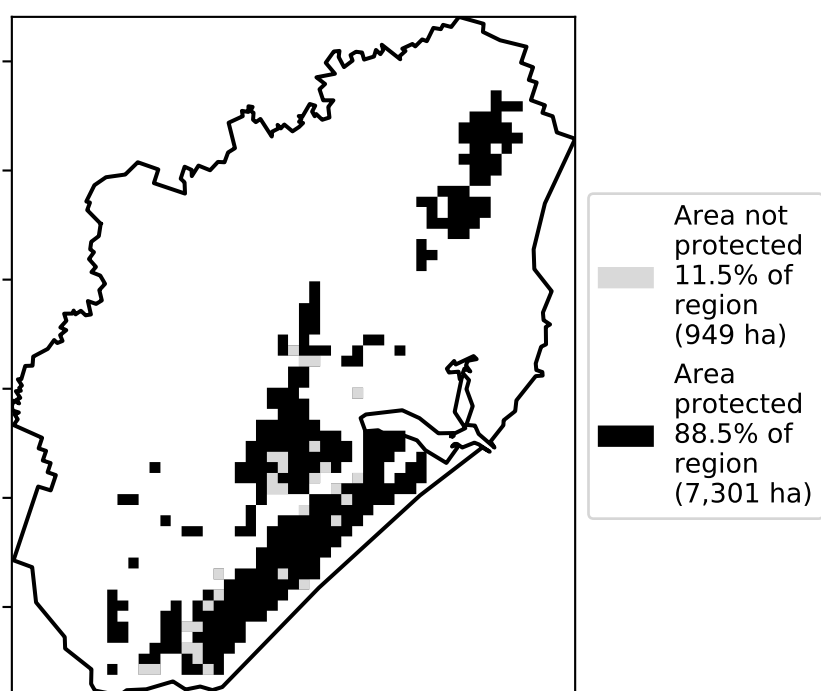 Area not
protected
11.5% of
region
(949 ha)
Area
protected
88.5% of
region
(7,301 ha)